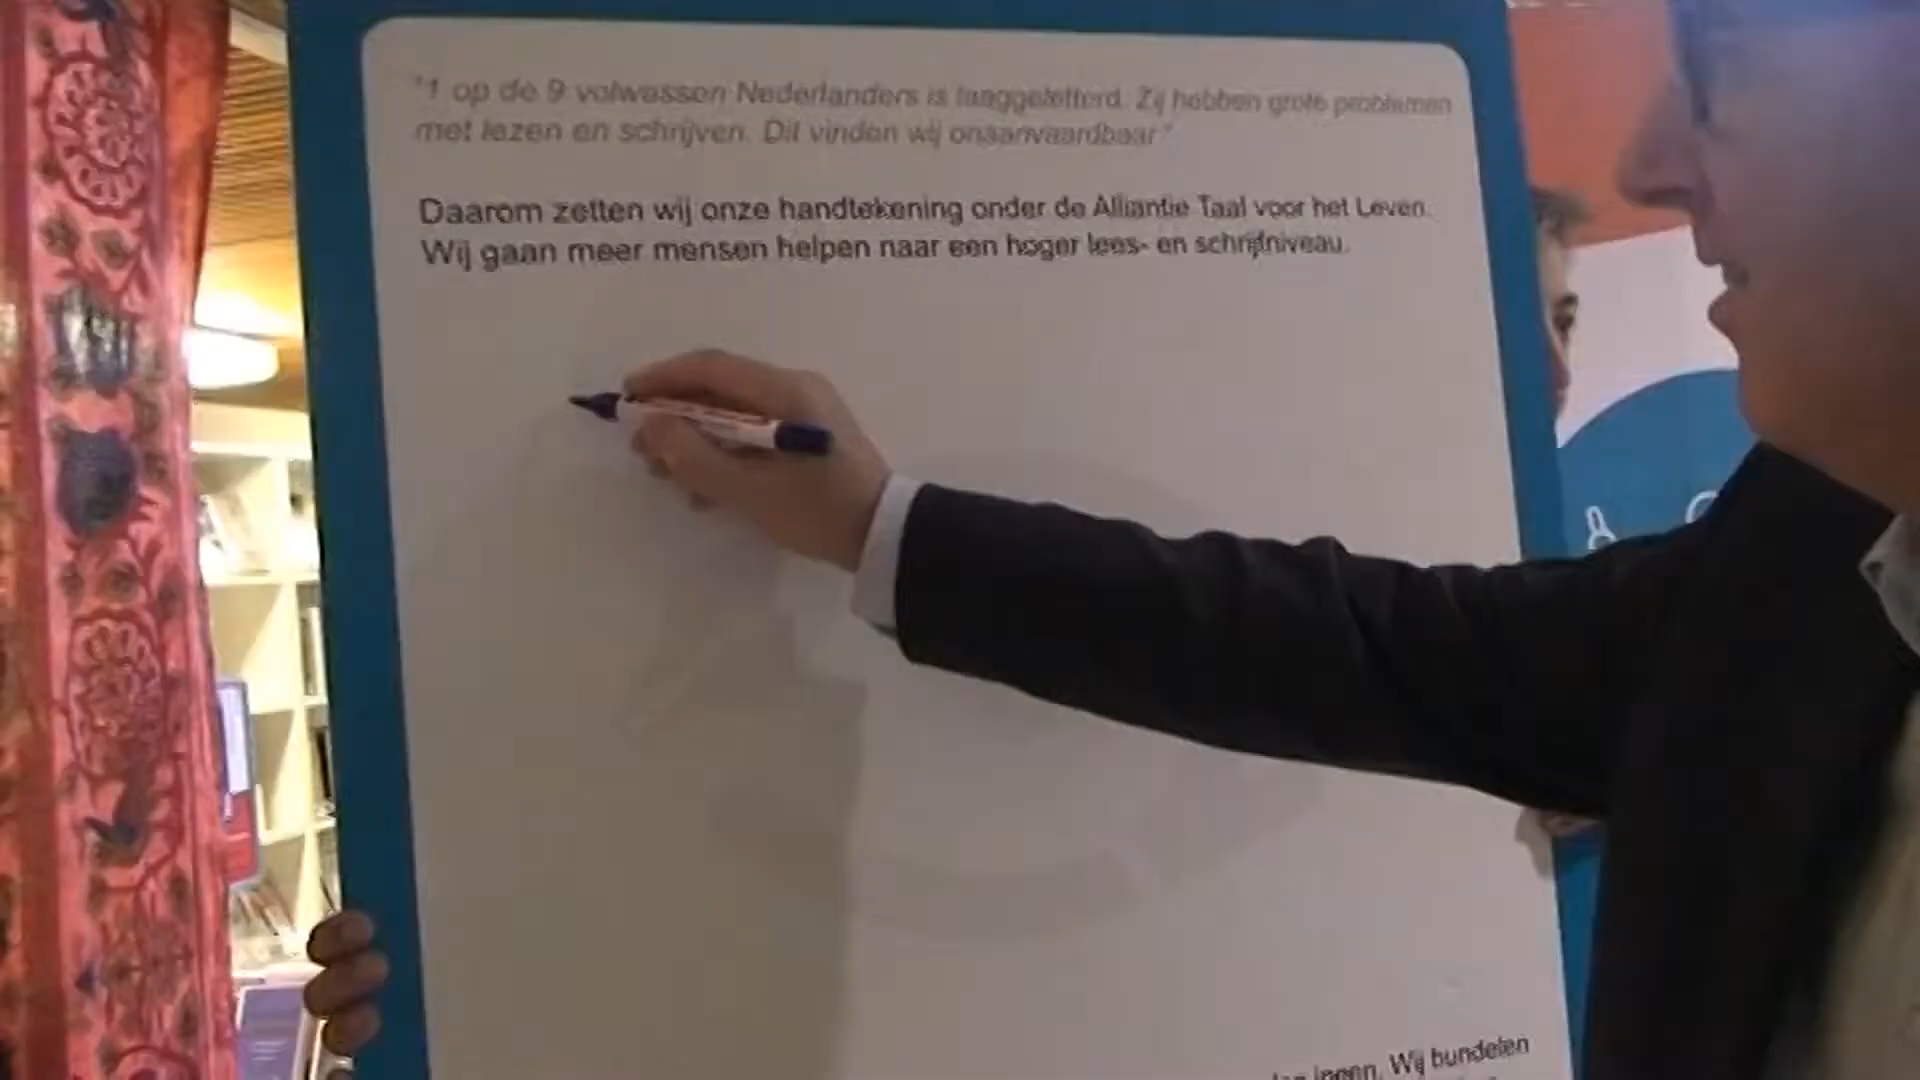 "1 op de 9 volwassen Nederlanders is laaggeletterd. Zij hebben grote problemen
met lezen en schrijven. Dit vinden wij onaanvaardbaar"
Daarom zetten wij onze handtekening onder de Alliantie Taal voor het Leven.
Wij gaan meer mensen helpen naar een hoger lees- en schrijfniveau.
Wij bundelen